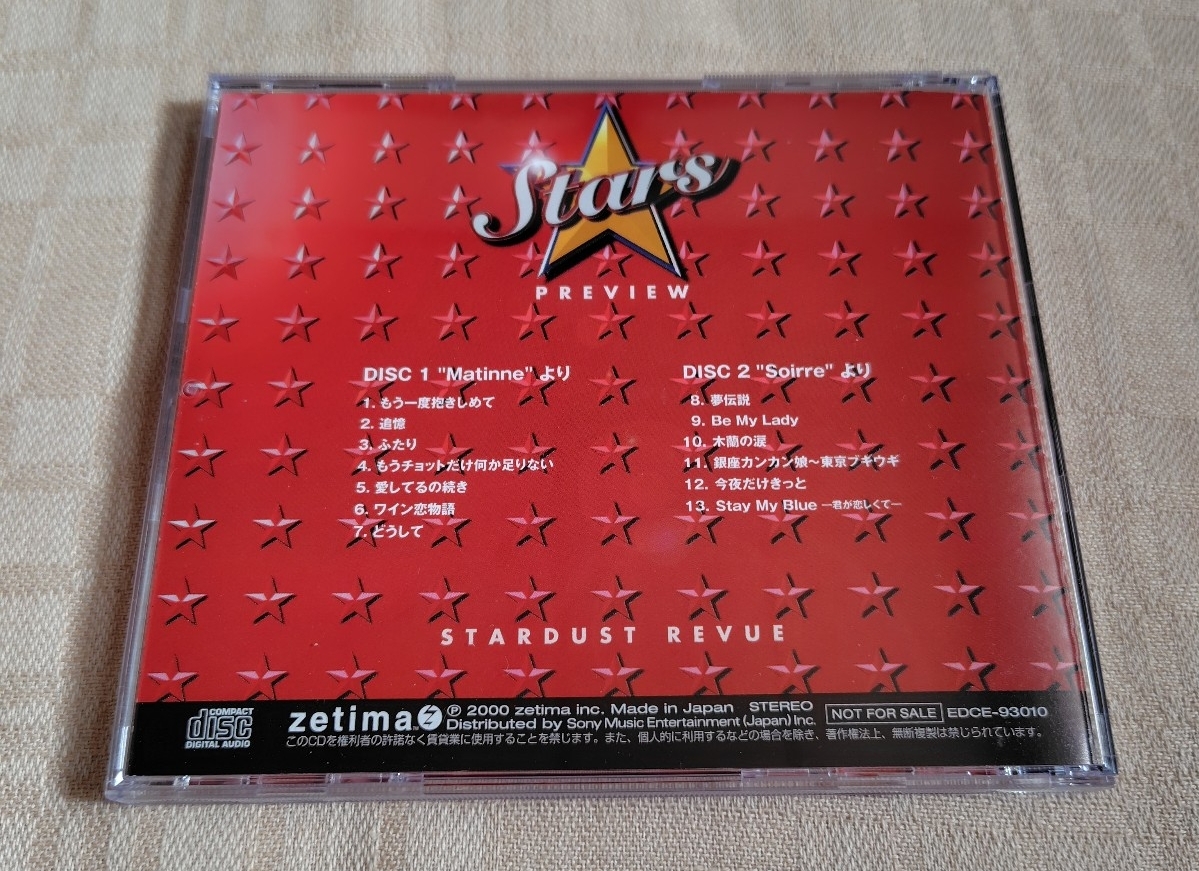 Stars
PREVIEW
DISC 1 "Matinne" より
1. もう一度抱きしめて
2. 追憶
3. ふたり
4. もうチョットだけ何か足りない
5. 愛してるの続き
6. ワイン恋物語
7. どうして
DISC 2 "Soirre" より
8. 夢伝説
9. Be My Lady
10. 木蘭の涙
11. 銀座カンカン娘〜東京ブギウギ
12. 今夜だけきっと
13. Stay My Blue —君が恋しくて—
STARDUST REVUE
COMPACT
disc
DIGITAL AUDIO
zetima
Ⓟ 2000 zetima inc. Made in Japan STEREO
Distributed by Sony Music Entertainment (Japan) Inc.
NOT FOR SALE EDCE-93010
このCDを権利者の許諾なく賃貸業に使用することを禁じます。また、個人的に利用するなどの場合を除き、著作権法上、無断複製は禁じられています。